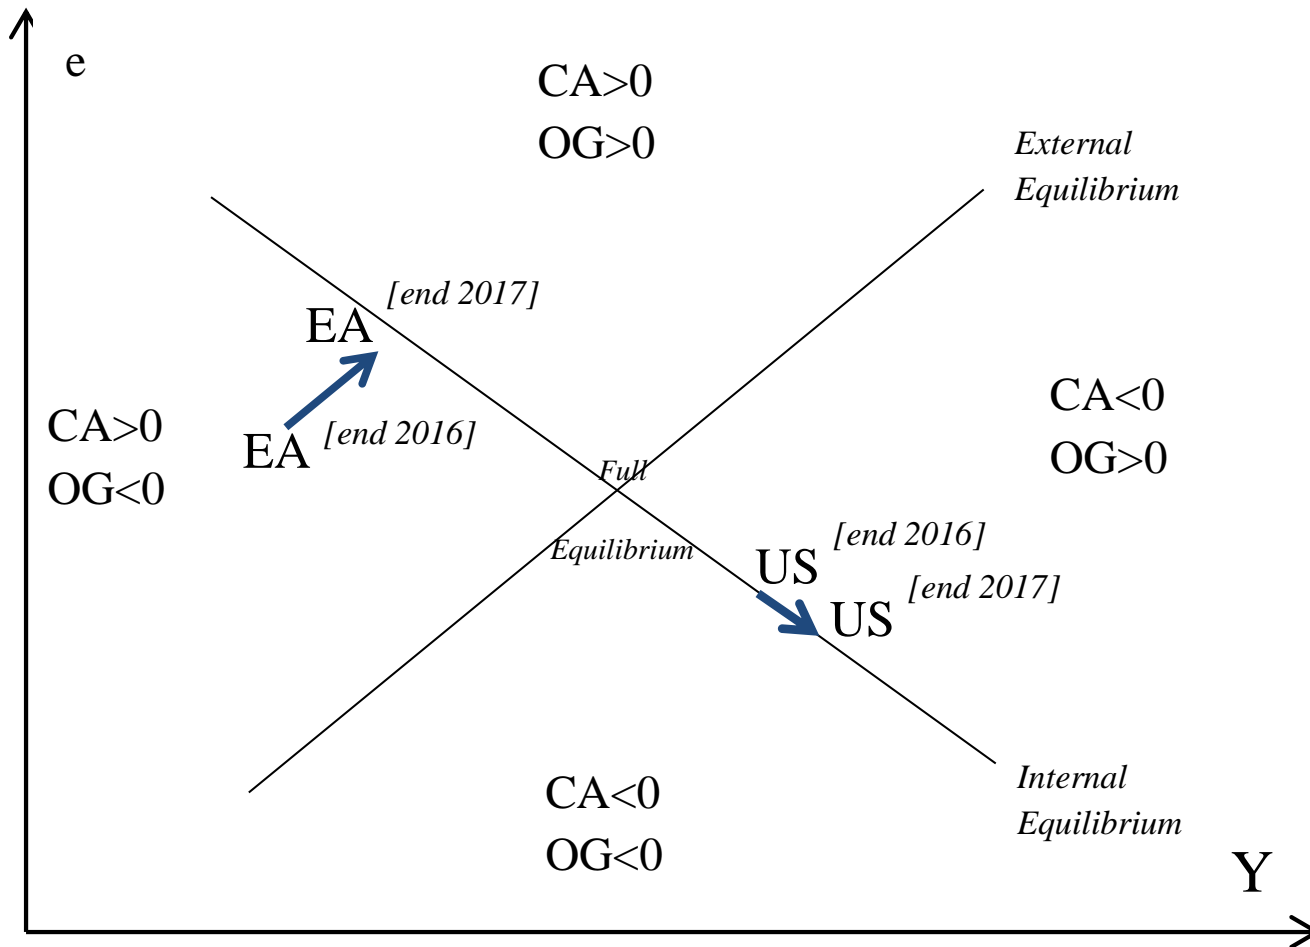 e
CA>0
OG>0
External
Equilibrium
[end 2017]
EA
CA>0
OG<0
[end 2016]
EA
CA<0
OG>0
Full
Equilibrium
[end 2016]
US
[end 2017]
US
CA<0
OG<0
Internal
Equilibrium
Y